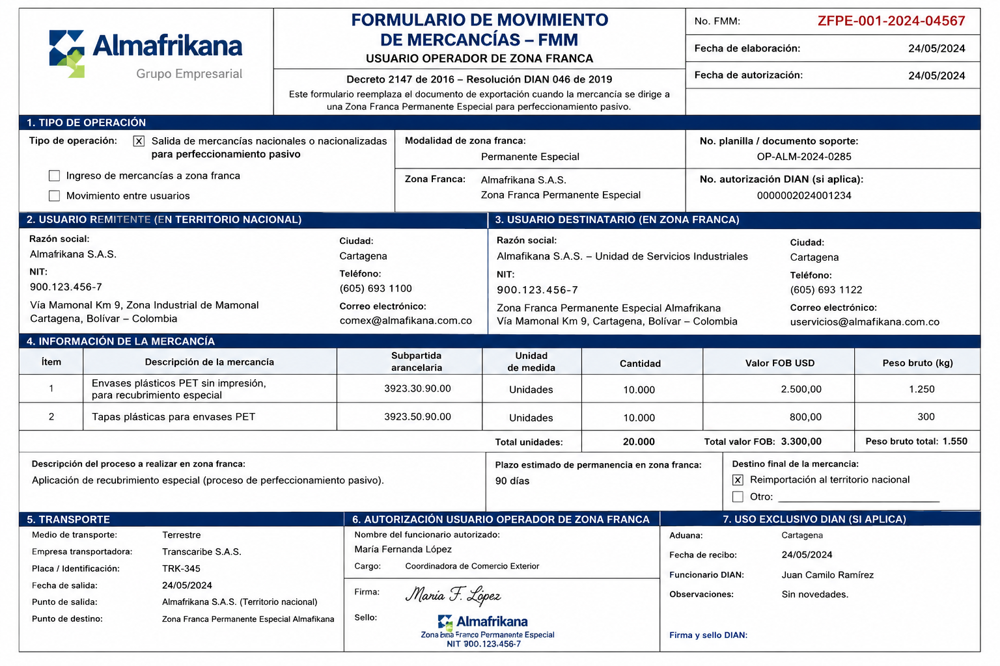 Almafrikana
Grupo Empresarial
FORMULARIO DE MOVIMIENTO
DE MERCANCÍAS – FMM
USUARIO OPERADOR DE ZONA FRANCA
Decreto 2147 de 2016 – Resolución DIAN 046 de 2019
Este formulario reemplaza el documento de exportación cuando la mercancía se dirige a
una Zona Franca Permanente Especial para perfeccionamiento pasivo.
No. FMM: ZFPE-001-2024-04567
Fecha de elaboración: 24/05/2024
Fecha de autorización: 24/05/2024
1. TIPO DE OPERACIÓN
Tipo de operación: X Salida de mercancías nacionales o nacionalizadas
para perfeccionamiento pasivo
Ingreso de mercancías a zona franca
Movimiento entre usuarios
Modalidad de zona franca:
Permanente Especial
Zona Franca: Almafrikana S.A.S.
Zona Franca Permanente Especial
No. planilla / documento soporte:
OP-ALM-2024-0285
No. autorización DIAN (si aplica):
0000002024001234
2. USUARIO REMITENTE (EN TERRITORIO NACIONAL)
Razón social:
Almafrikana S.A.S.
NIT:
900.123.456-7
Vía Mamonal Km 9, Zona Industrial de Mamonal
Cartagena, Bolívar – Colombia
Ciudad:
Cartagena
Teléfono:
(605) 693 1100
Correo electrónico:
comex@almafikana.com.co
3. USUARIO DESTINATARIO (EN ZONA FRANCA)
Razón social:
Almafikana S.A.S. – Unidad de Servicios Industriales
NIT:
900.123.456-7
Zona Franca Permanente Especial Almafrikana
Vía Mamonal Km 9, Cartagena, Bolívar – Colombia
Ciudad:
Cartagena
Teléfono:
(605) 693 1122
Correo electrónico:
uservicios@almafikana.com.co
4. INFORMACIÓN DE LA MERCANCÍA
Ítem Descripción de la mercancía Subpartida arancelaria Unidad de medida Cantidad Valor FOB USD Peso bruto (kg)
1 Envases plásticos PET sin impresión, para recubrimiento especial 3923.30.90.00 Unidades 10.000 2.500,00 1.250
2 Tapas plásticas para envases PET 3923.50.90.00 Unidades 10.000 800,00 300
Total unidades: 20.000 Total valor FOB: 3.300,00 Peso bruto total: 1.550
Descripción del proceso a realizar en zona franca:
Aplicación de recubrimiento especial (proceso de perfeccionamiento pasivo).
Plazo estimado de permanencia en zona franca:
90 días
Destino final de la mercancía:
X Reimportación al territorio nacional
Otro:
5. TRANSPORTE
Medio de transporte: Terrestre
Empresa transportadora: Transcaribe S.A.S.
Placa / Identificación: TRK-345
Fecha de salida: 24/05/2024
Punto de salida: Almafrikana S.A.S. (Territorio nacional)
Punto de destino: Zona Franca Permanente Especial Almafikana
6. AUTORIZACIÓN USUARIO OPERADOR DE ZONA FRANCA
Nombre del funcionario autorizado:
María Fernanda López
Cargo: Coordinadora de Comercio Exterior
Firma: María F. López
Sello: Almafrikana
Zona Franca Permanente Especial
NIT 900.123.456-7
7. USO EXCLUSIVO DIAN (SI APLICA)
Aduana: Cartagena
Fecha de recibo: 24/05/2024
Funcionario DIAN: Juan Camilo Ramírez
Observaciones: Sin novedades.
Firma y sello DIAN: